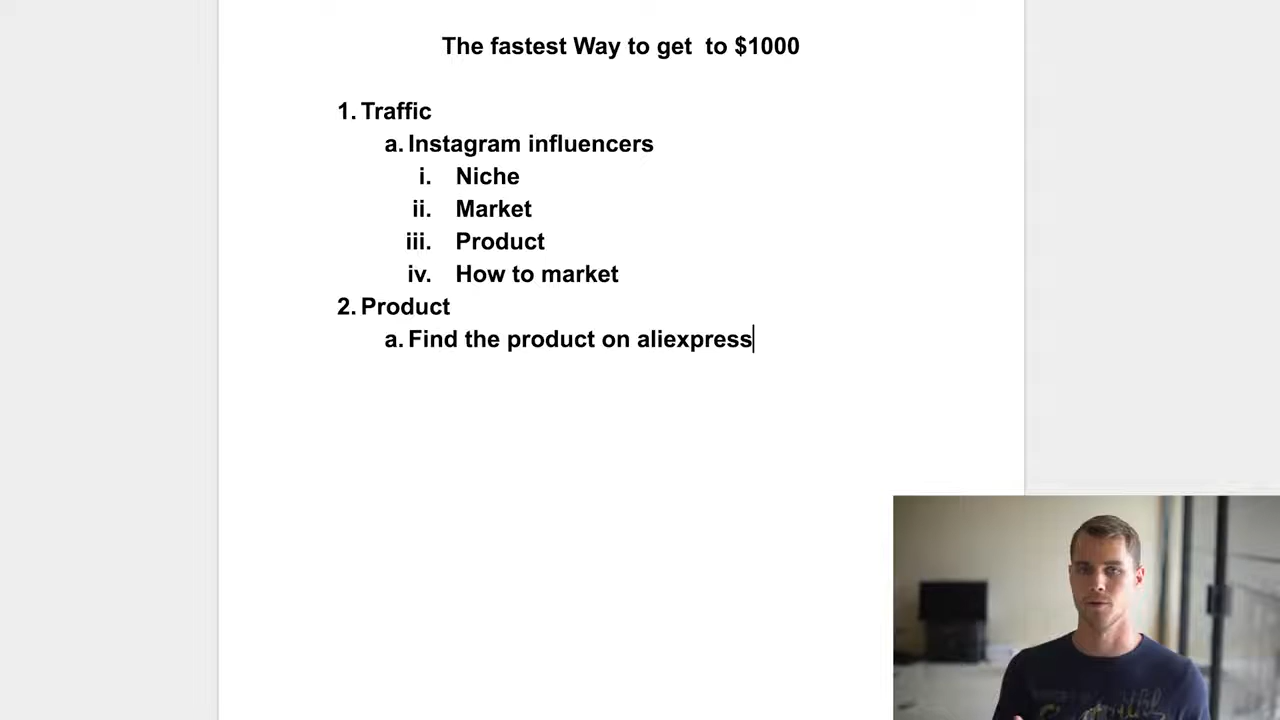 The fastest Way to get  to $1000
1. Traffic
a. Instagram influencers
i. Niche
ii. Market
iii. Product
iv. How to market
2. Product
a. Find the product on aliexpress